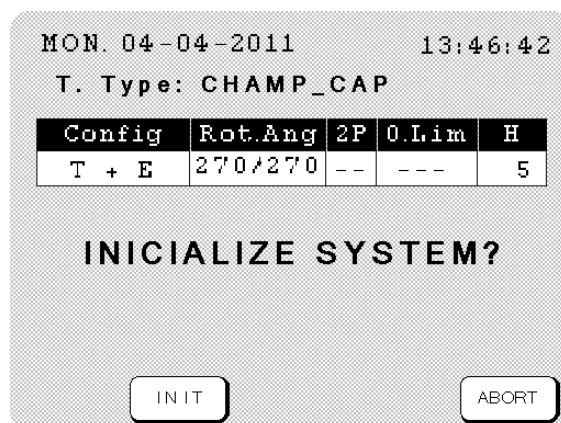 MON. 04-04-2011 13:46:42
T. Type: CHAMP_CAP
Config Rot.Ang 2P 0.Lim H
T + E 270/270 -- --- 5
INICIALIZE SYSTEM?
INIT ABORT